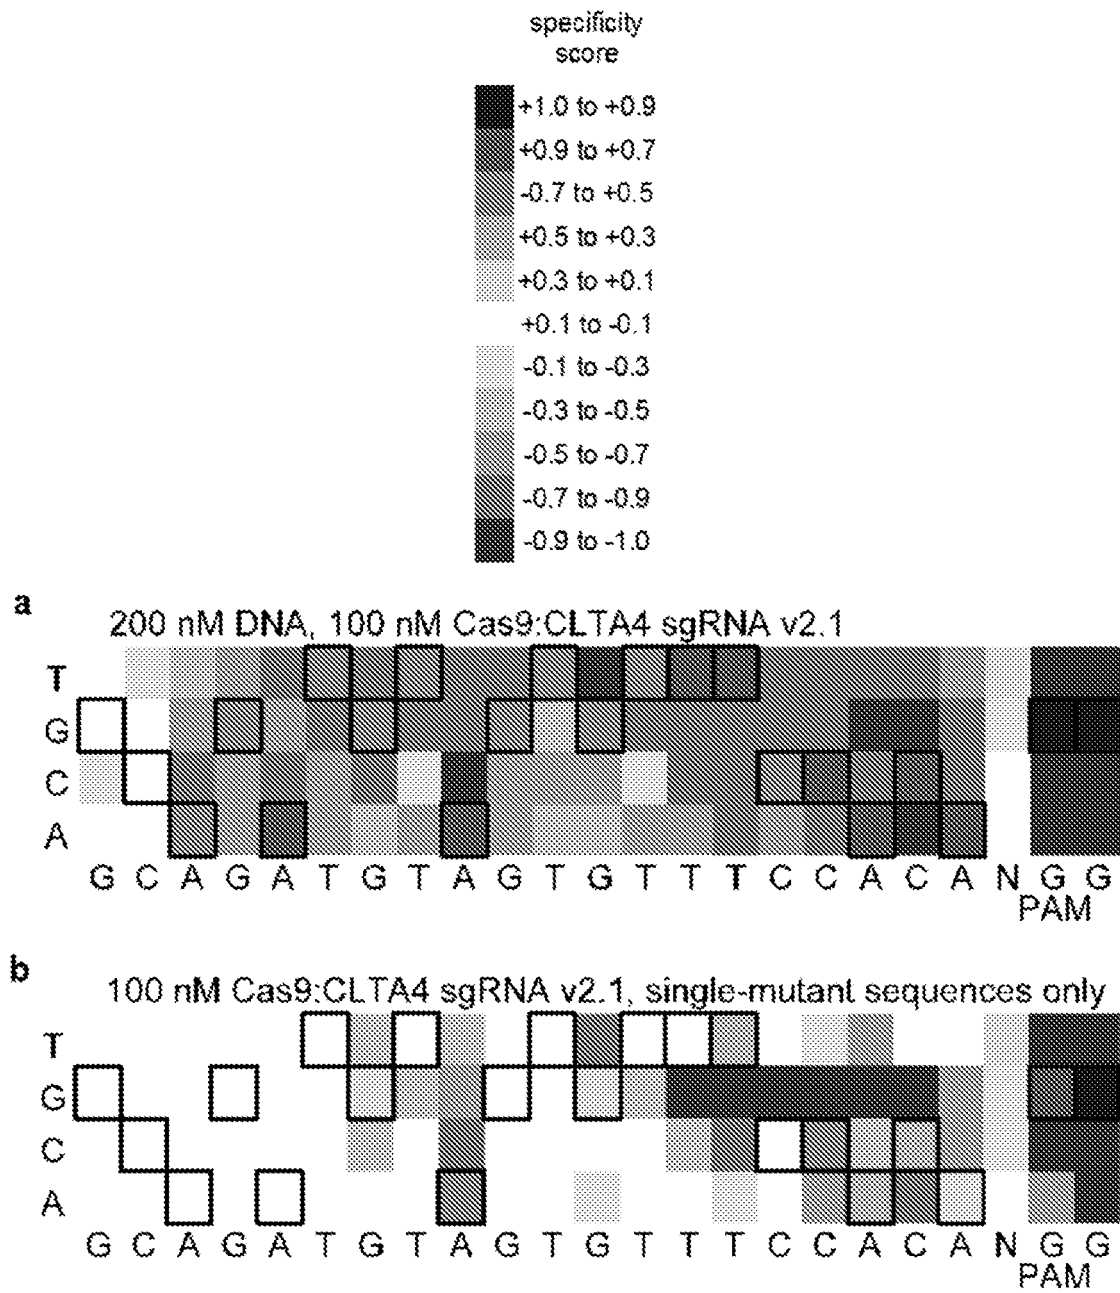 specificity
score
+1.0 to +0.9
+0.9 to +0.7
-0.7 to +0.5
+0.5 to +0.3
+0.3 to +0.1
+0.1 to -0.1
-0.1 to -0.3
-0.3 to -0.5
-0.5 to -0.7
-0.7 to -0.9
-0.9 to -1.0
a
200 nM DNA, 100 nM Cas9:CLTA4 sgRNA v2.1
T
G
C
A
G C A G A T G T A G T G T T T C C A C A N G G
PAM
b
100 nM Cas9:CLTA4 sgRNA v2.1, single-mutant sequences only
T
G
C
A
G C A G A T G T A G T G T T T C C A C A N G G
PAM